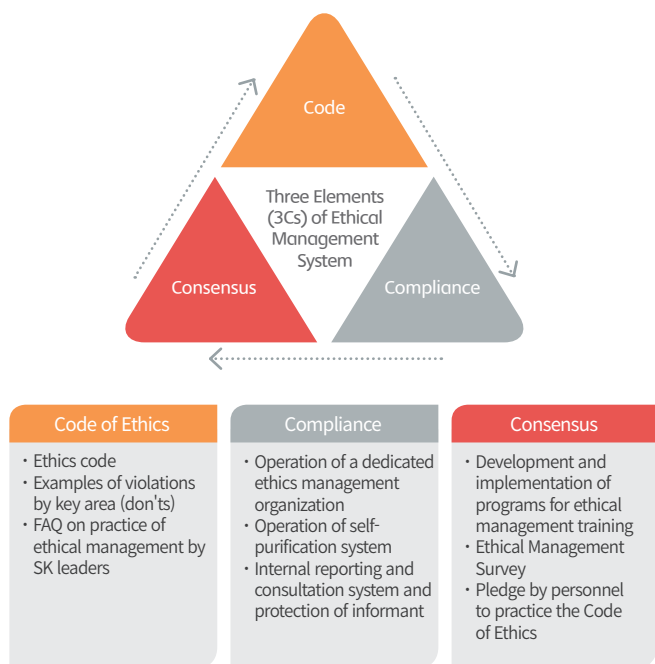 Code
Three Elements
(3Cs) of Ethical
Management
System
Consensus
Compliance
Code of Ethics
· Ethics code
· Examples of violations
by key area (don'ts)
· FAQ on practice of
ethical management by
SK leaders
Compliance
· Operation of a dedicated
ethics management
organization
· Operation of self-
purification system
· Internal reporting and
consultation system and
protection of informant
Consensus
· Development and
implementation of
programs for ethical
management training
· Ethical Management
Survey
· Pledge by personnel
to practice the Code
of Ethics